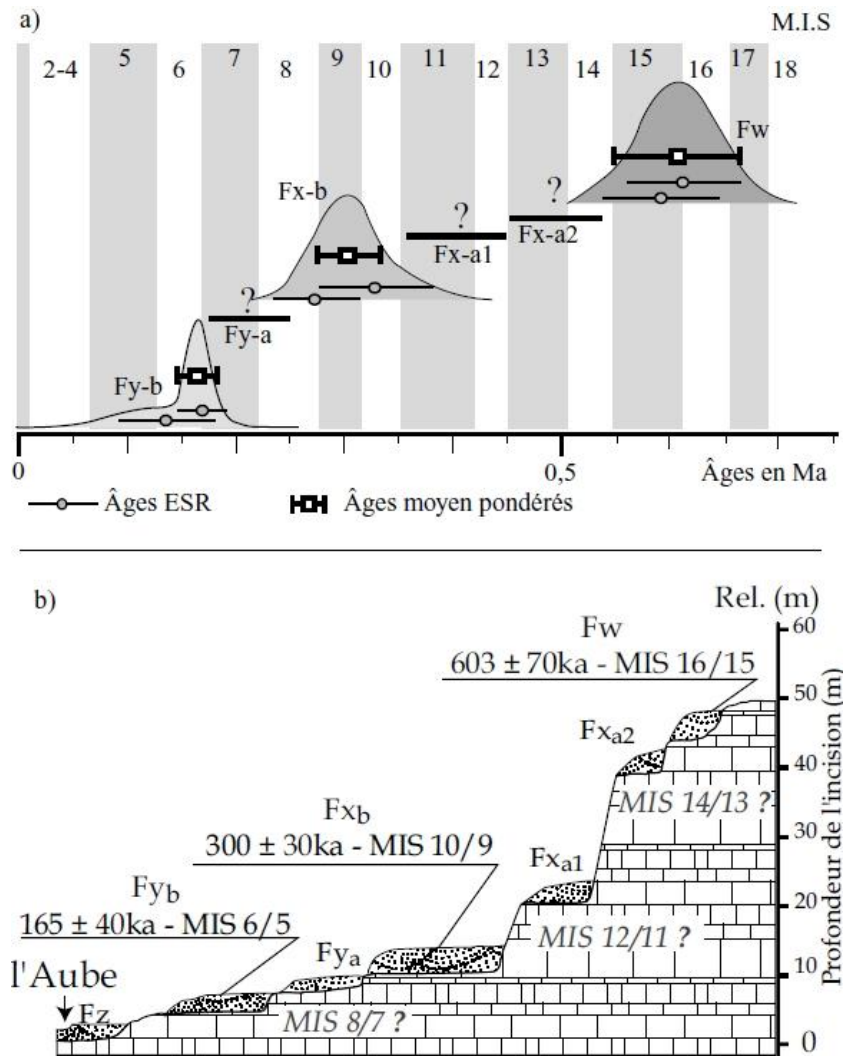 a) M.I.S
2-4 5 6 7 8 9 10 11 12 13 14 15 16 17 18
Fw
Fx-b
?
?
Fx-a1 Fx-a2
?
Fy-a
Fy-b
0 0,5 Âges en Ma
Âges ESR Âges moyen pondérés
b) Rel. (m)
Fw
603 ± 70ka - MIS 16/15
Fxa2
MIS 14/13 ?
Fxb
300 ± 30ka - MIS 10/9
Fxa1
MIS 12/11 ?
Fyb
165 ± 40ka - MIS 6/5
Fya
l'Aube
Fz
MIS 8/7 ?
60
50
40
30
20
10
0
Profondeur de l'incision (m)